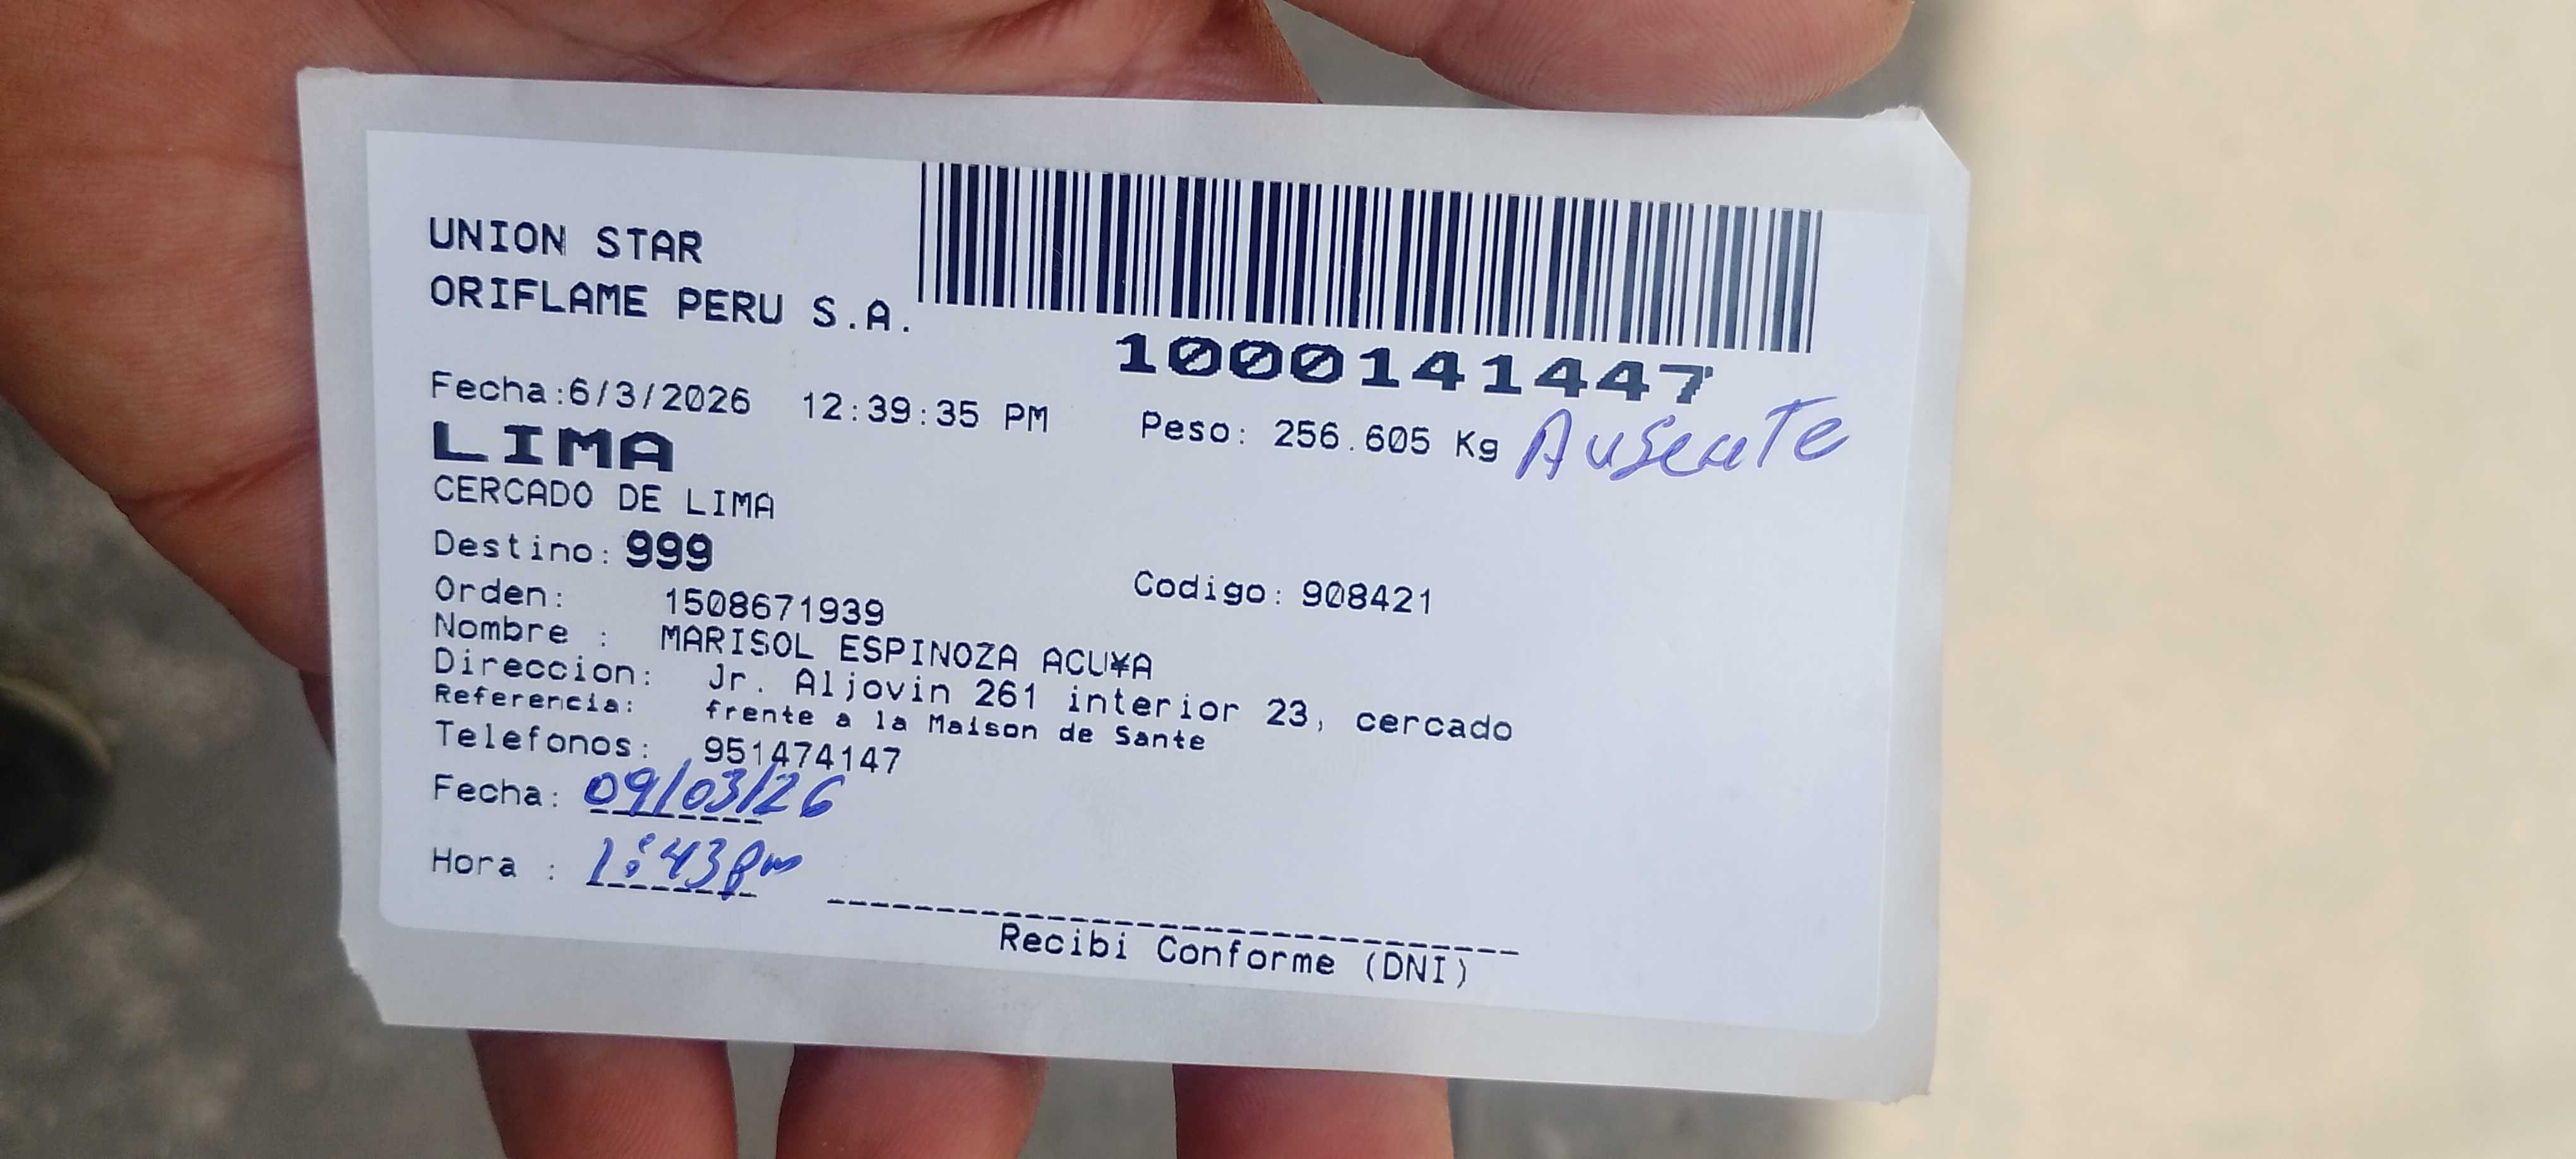 UNION STAR
ORIFLAME PERU S.A.
1000141447
Fecha:6/3/2026 12:39:35 PM Peso: 256.605 Kg Ausente
LIMA
CERCADO DE LIMA
Destino: 999
Orden: 1508671939 Codigo: 908421
Nombre : MARISOL ESPINOZA ACU¥A
Direccion: Jr. Aljovin 261 interior 23, cercado
Referencia: frente a la Maison de Sante
Telefonos: 951474147
Fecha: 09/03/26
Hora : 1:43pm
Recibi Conforme (DNI)